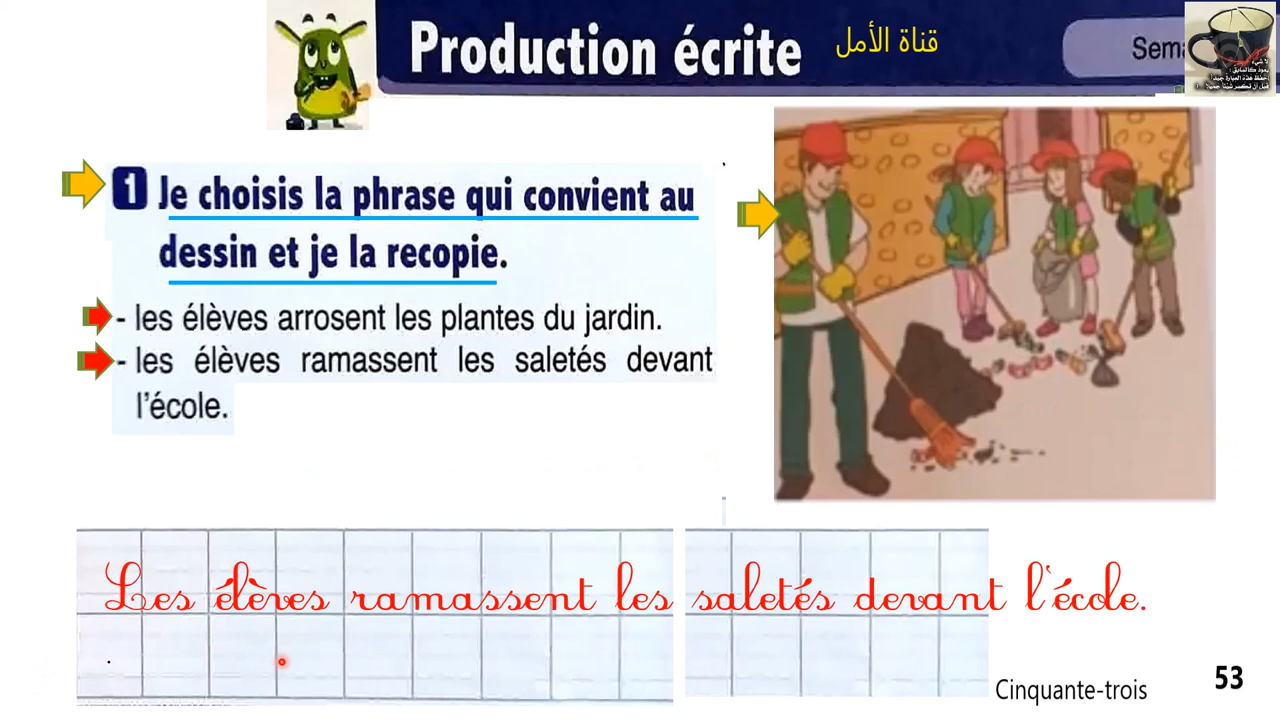 Production écrite
قناة الأمل
Sema
1 Je choisis la phrase qui convient au
dessin et je la recopie.
- les élèves arrosent les plantes du jardin.
- les élèves ramassent les saletés devant
l'école.
Les élèves ramassent les saletés devant l'école.
Cinquante-trois
53